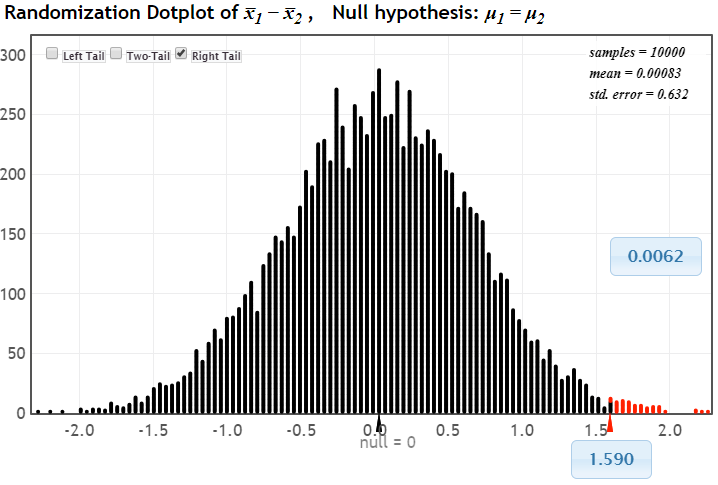 Randomization Dotplot of x̄₁ − x̄₂ , Null hypothesis: μ₁ = μ₂
Left Tail Two-Tail Right Tail
samples = 10000
mean = 0.00083
std. error = 0.632
300
250
200
150
100
50
0
0.0062
-2.0 -1.5 -1.0 -0.5 0.0 0.5 1.0 1.5 2.0
null = 0
1.590